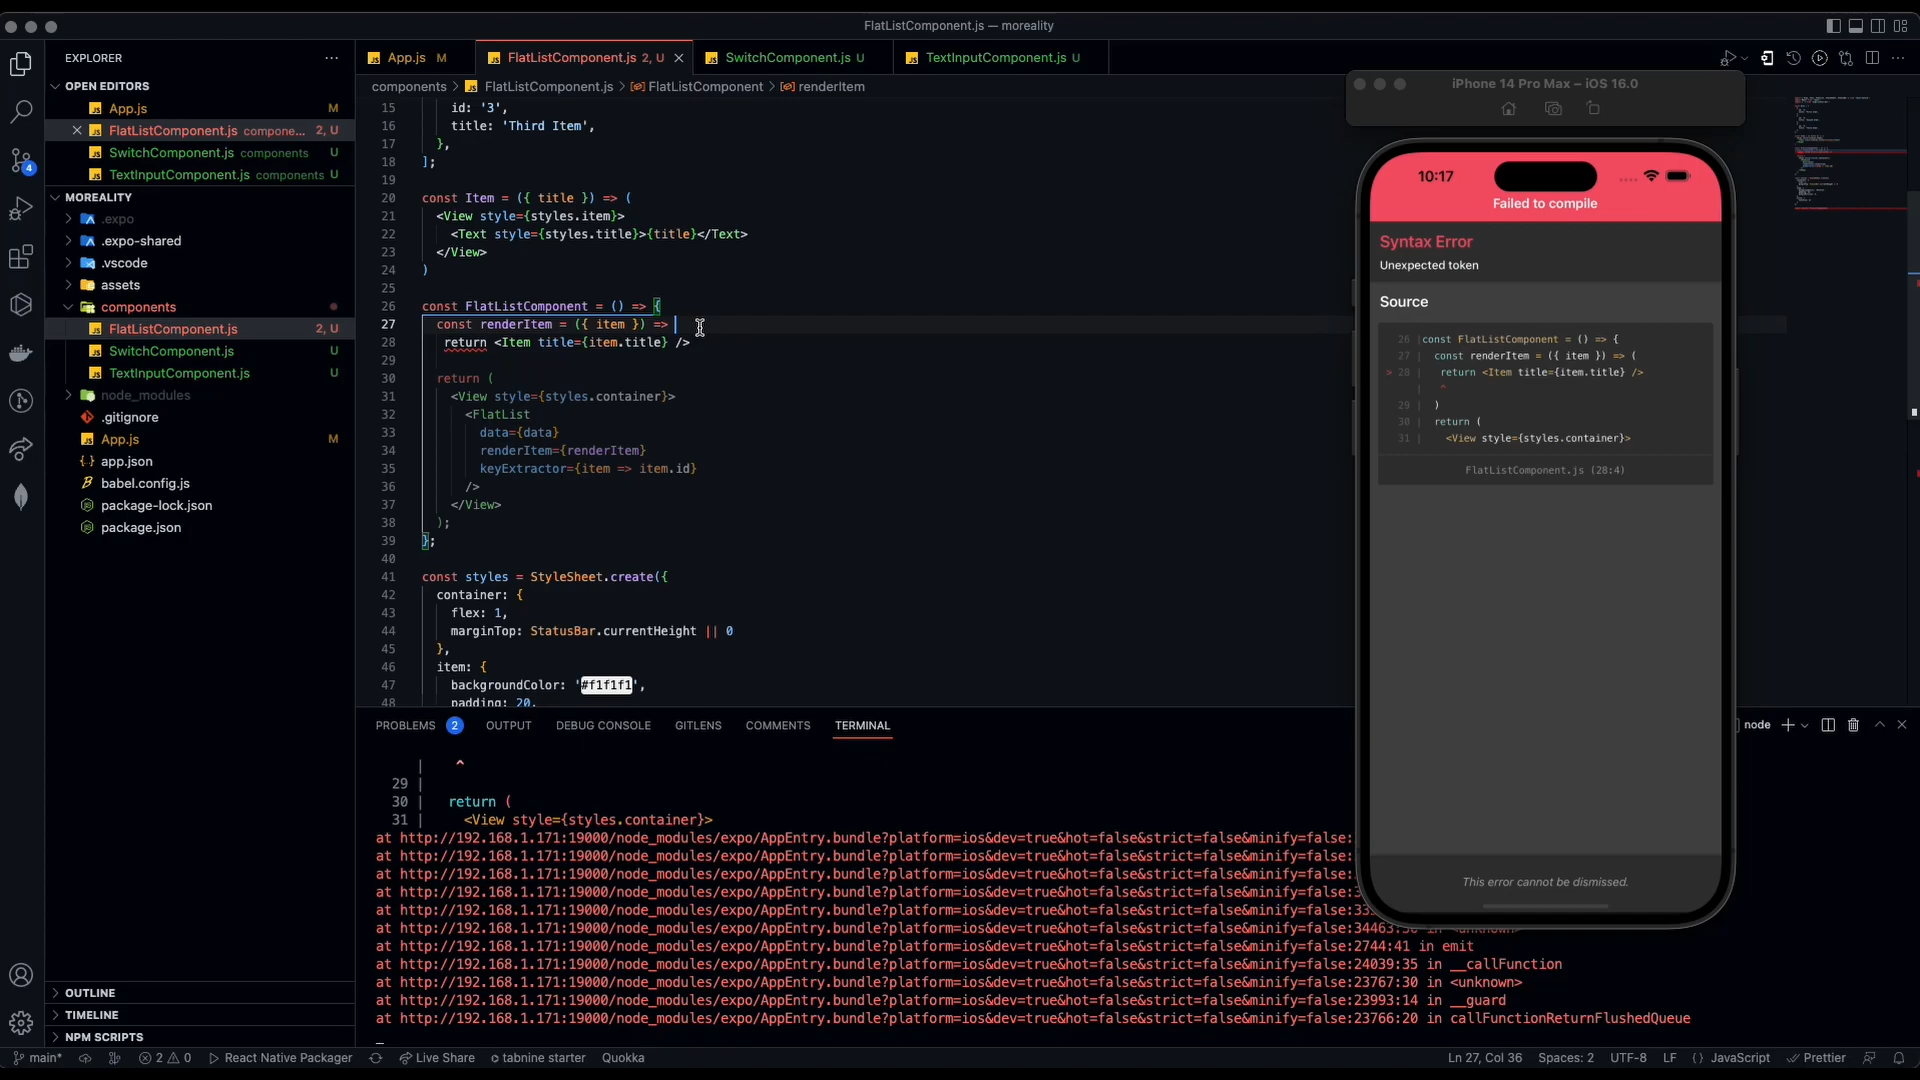 FlatListComponent.js — moreality
EXPLORER
OPEN EDITORS
App.js M
FlatListComponent.js compone... 2, U
SwitchComponent.js components U
TextInputComponent.js components U
MOREALITY
.expo
.expo-shared
.vscode
assets
components
FlatListComponent.js 2, U
SwitchComponent.js U
TextInputComponent.js U
node_modules
.gitignore
App.js M
app.json
babel.config.js
package-lock.json
package.json
OUTLINE
TIMELINE
NPM SCRIPTS
4
App.js M
FlatListComponent.js 2, U
SwitchComponent.js U
TextInputComponent.js U
components > FlatListComponent.js > FlatListComponent > renderItem
15 id: '3',
16 title: 'Third Item',
17 },
18 ];
19
20 const Item = ({ title }) => (
21 <View style={styles.item}>
22 <Text style={styles.title}>{title}</Text>
23 </View>
24 )
25
26 const FlatListComponent = () => {
27 const renderItem = ({ item }) =>
28 return <Item title={item.title} />
29
30 return (
31 <View style={styles.container}>
32 <FlatList
33 data={data}
34 renderItem={renderItem}
35 keyExtractor={item => item.id}
36 />
37 </View>
38 );
39 };
40
41 const styles = StyleSheet.create({
42 container: {
43 flex: 1,
44 marginTop: StatusBar.currentHeight || 0
45 },
46 item: {
47 backgroundColor: '#f1f1f1',
48 padding: 20,
PROBLEMS 2 OUTPUT DEBUG CONSOLE GITLENS COMMENTS TERMINAL
node
| ^
29 |
30 | return (
31 | <View style={styles.container}>
at http://192.168.1.171:19000/node_modules/expo/AppEntry.bundle?platform=ios&dev=true&hot=false&strict=false&minify=false:
at http://192.168.1.171:19000/node_modules/expo/AppEntry.bundle?platform=ios&dev=true&hot=false&strict=false&minify=false:
at http://192.168.1.171:19000/node_modules/expo/AppEntry.bundle?platform=ios&dev=true&hot=false&strict=false&minify=false:
at http://192.168.1.171:19000/node_modules/expo/AppEntry.bundle?platform=ios&dev=true&hot=false&strict=false&minify=false:
at http://192.168.1.171:19000/node_modules/expo/AppEntry.bundle?platform=ios&dev=true&hot=false&strict=false&minify=false:
at http://192.168.1.171:19000/node_modules/expo/AppEntry.bundle?platform=ios&dev=true&hot=false&strict=false&minify=false:34463:36 in <unknown>
at http://192.168.1.171:19000/node_modules/expo/AppEntry.bundle?platform=ios&dev=true&hot=false&strict=false&minify=false:2744:41 in emit
at http://192.168.1.171:19000/node_modules/expo/AppEntry.bundle?platform=ios&dev=true&hot=false&strict=false&minify=false:24039:35 in __callFunction
at http://192.168.1.171:19000/node_modules/expo/AppEntry.bundle?platform=ios&dev=true&hot=false&strict=false&minify=false:23767:30 in <unknown>
at http://192.168.1.171:19000/node_modules/expo/AppEntry.bundle?platform=ios&dev=true&hot=false&strict=false&minify=false:23993:14 in __guard
at http://192.168.1.171:19000/node_modules/expo/AppEntry.bundle?platform=ios&dev=true&hot=false&strict=false&minify=false:23766:20 in callFunctionReturnFlushedQueue
iPhone 14 Pro Max – iOS 16.0
10:17
Failed to compile
Syntax Error
Unexpected token
Source
26 |const FlatListComponent = () => {
27 | const renderItem = ({ item }) => (
> 28 | return <Item title={item.title} />
| ^
29 | )
30 | return (
31 | <View style={styles.container}>
FlatListComponent.js (28:4)
This error cannot be dismissed.
main* 2 0 React Native Packager Live Share tabnine starter Quokka Ln 27, Col 36 Spaces: 2 UTF-8 LF {} JavaScript Prettier